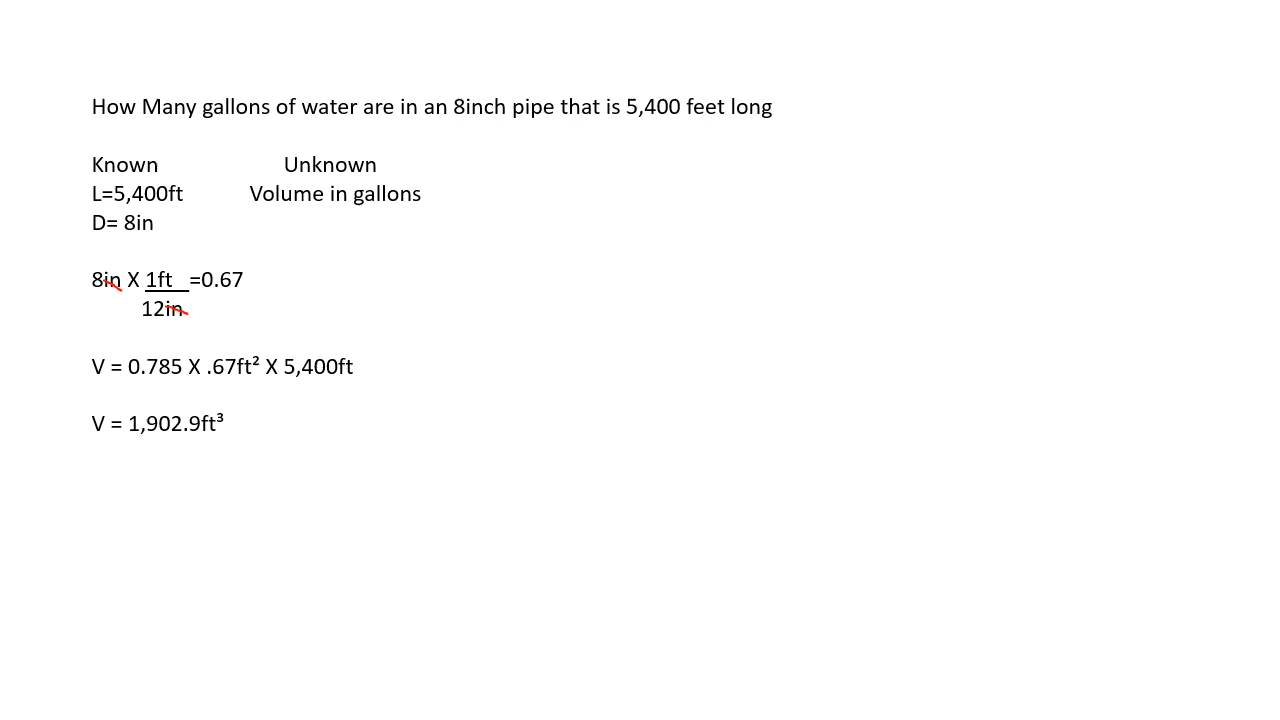 How Many gallons of water are in an 8inch pipe that is 5,400 feet long
Known Unknown
L=5,400ft Volume in gallons
D= 8in
8in X 1ft =0.67
12in
V = 0.785 X .67ft² X 5,400ft
V = 1,902.9ft³